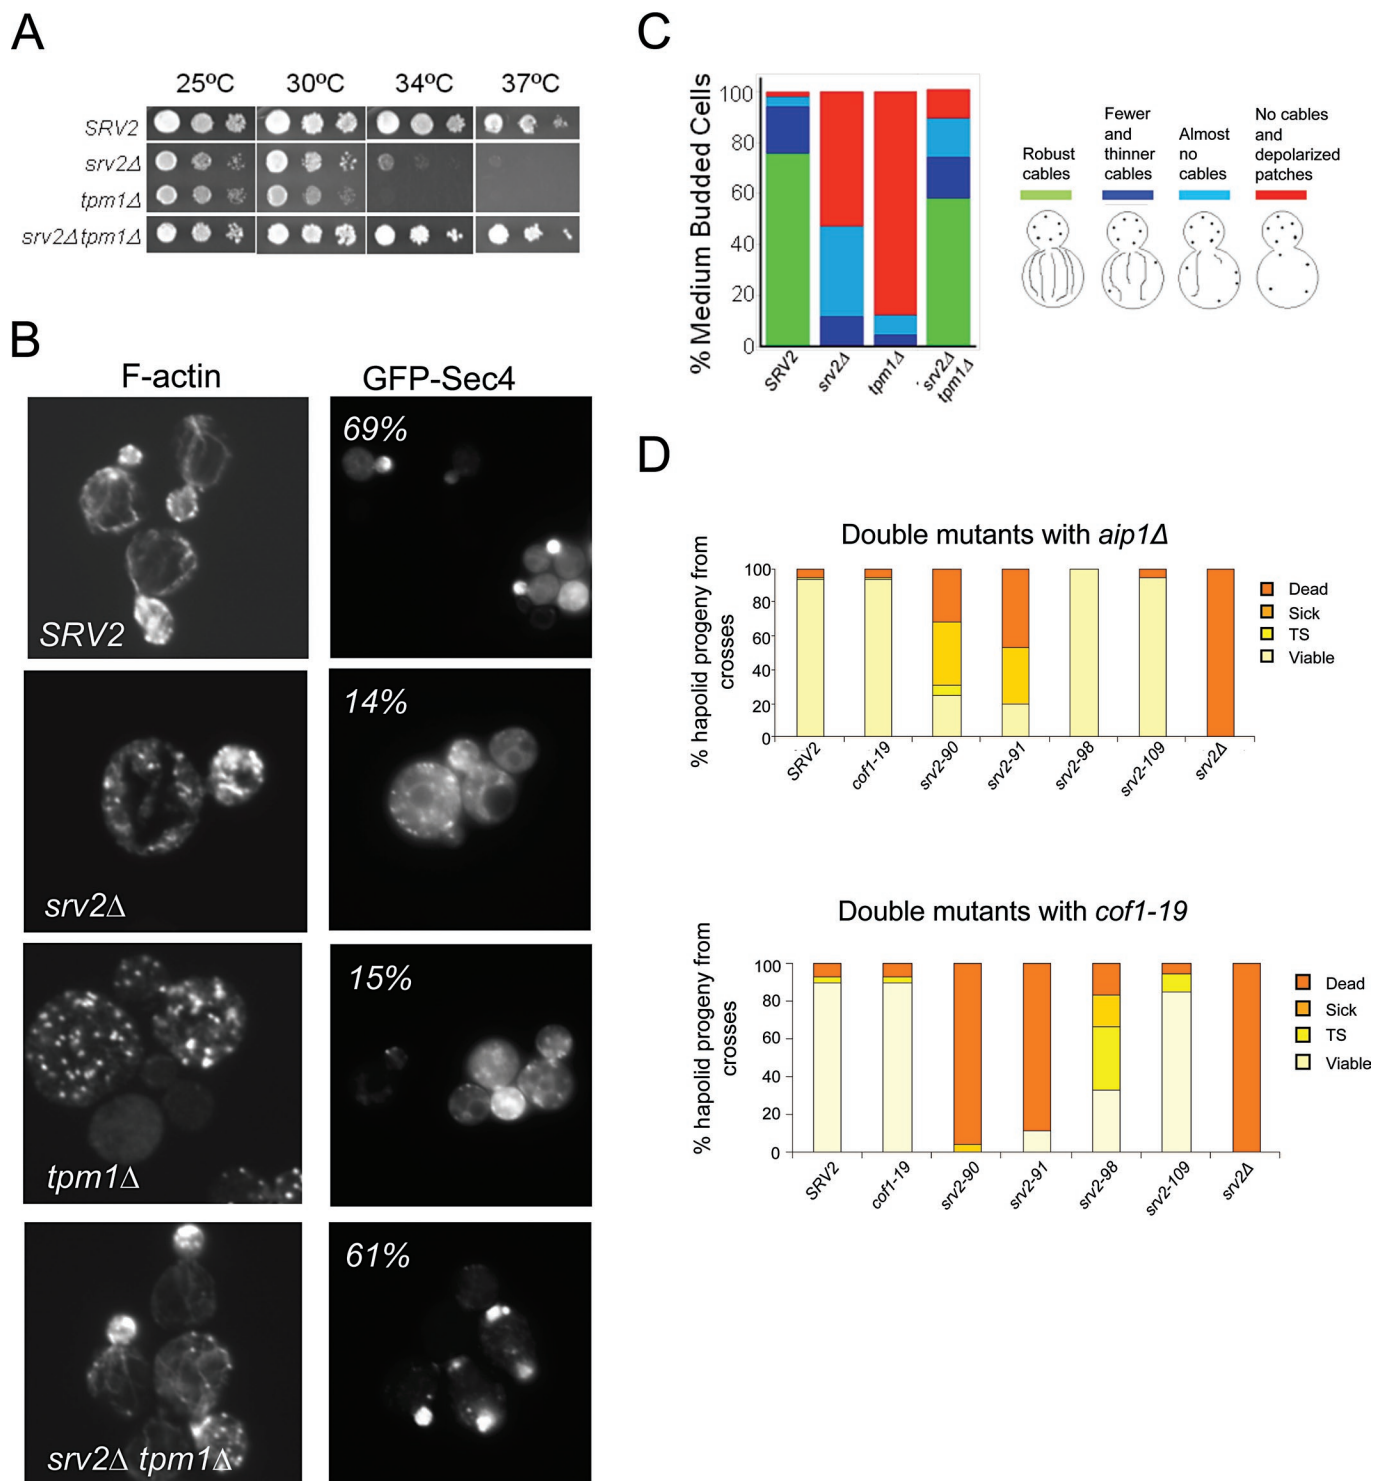 A
25ºC 30ºC 34ºC 37ºC
SRV2
srv2Δ
tpm1Δ
srv2Δtpm1Δ
B
F-actin GFP-Sec4
SRV2
69%
srv2Δ
14%
tpm1Δ
15%
srv2Δ tpm1Δ
61%
C
% Medium Budded Cells
100
80
60
40
20
0
SRV2
srv2Δ
tpm1Δ
srv2Δ
tpm1Δ
Robust
cables
Fewer
and
thinner
cables
Almost
no
cables
No cables
and
depolarized
patches
D
Double mutants with aip1Δ
% hapolid progeny from
crosses
100
80
60
40
20
0
SRV2
cof1-19
srv2-90
srv2-91
srv2-98
srv2-109
srv2Δ
Dead
Sick
TS
Viable
Double mutants with cof1-19
% hapolid progeny from
crosses
100
80
60
40
20
0
SRV2
cof1-19
srv2-90
srv2-91
srv2-98
srv2-109
srv2Δ
Dead
Sick
TS
Viable